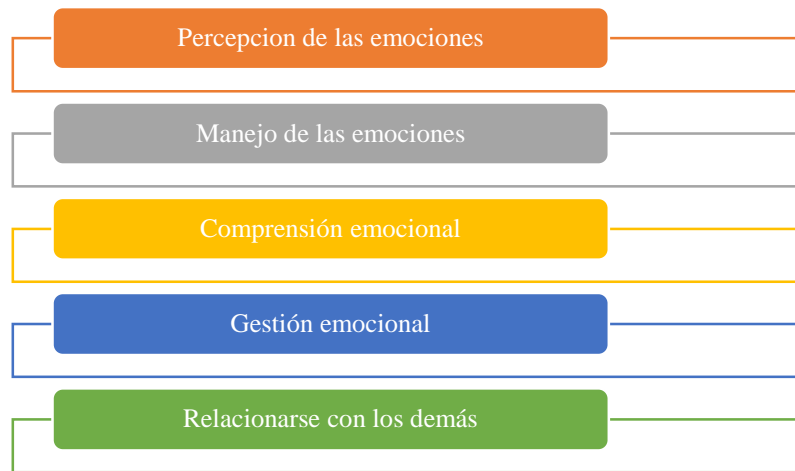 Percepcion de las emociones
Manejo de las emociones
Comprensión emocional
Gestión emocional
Relacionarse con los demás